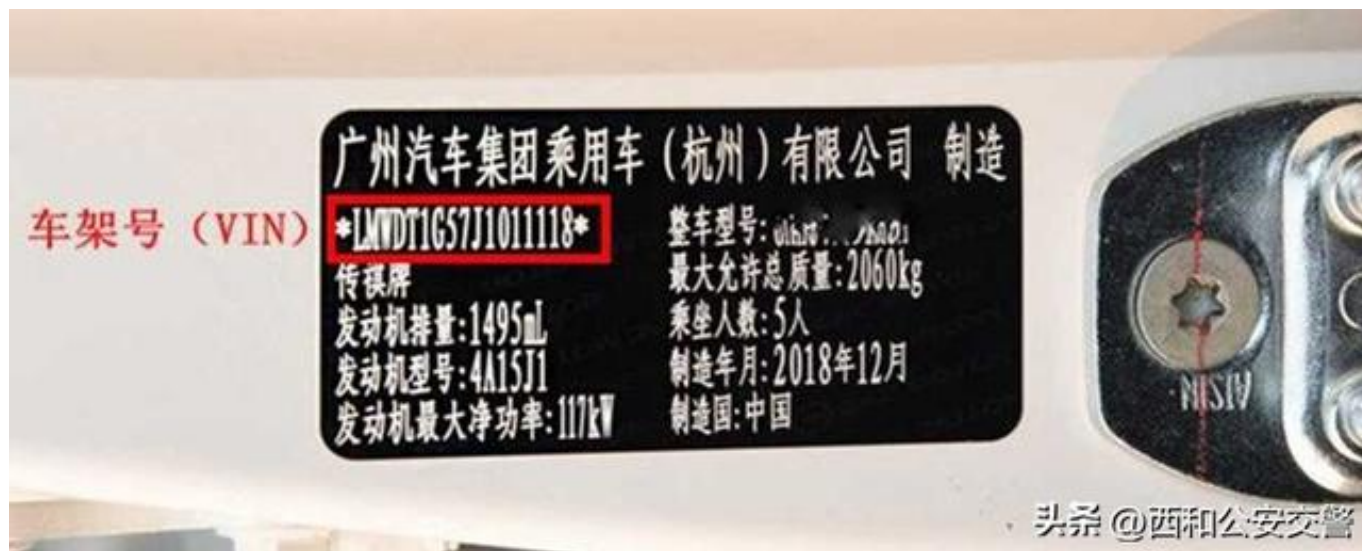 广州汽车集团乘用车（杭州）有限公司 制造
车架号（VIN）
*LMWDT1G57J1011118*
整车型号:
传祺牌
最大允许总质量:2060kg
发动机排量:1495mL
乘坐人数:5人
发动机型号:4A15J1
制造年月:2018年12月
发动机最大净功率:117kW
制造国:中国
AISIN
头条 @西和公安交警